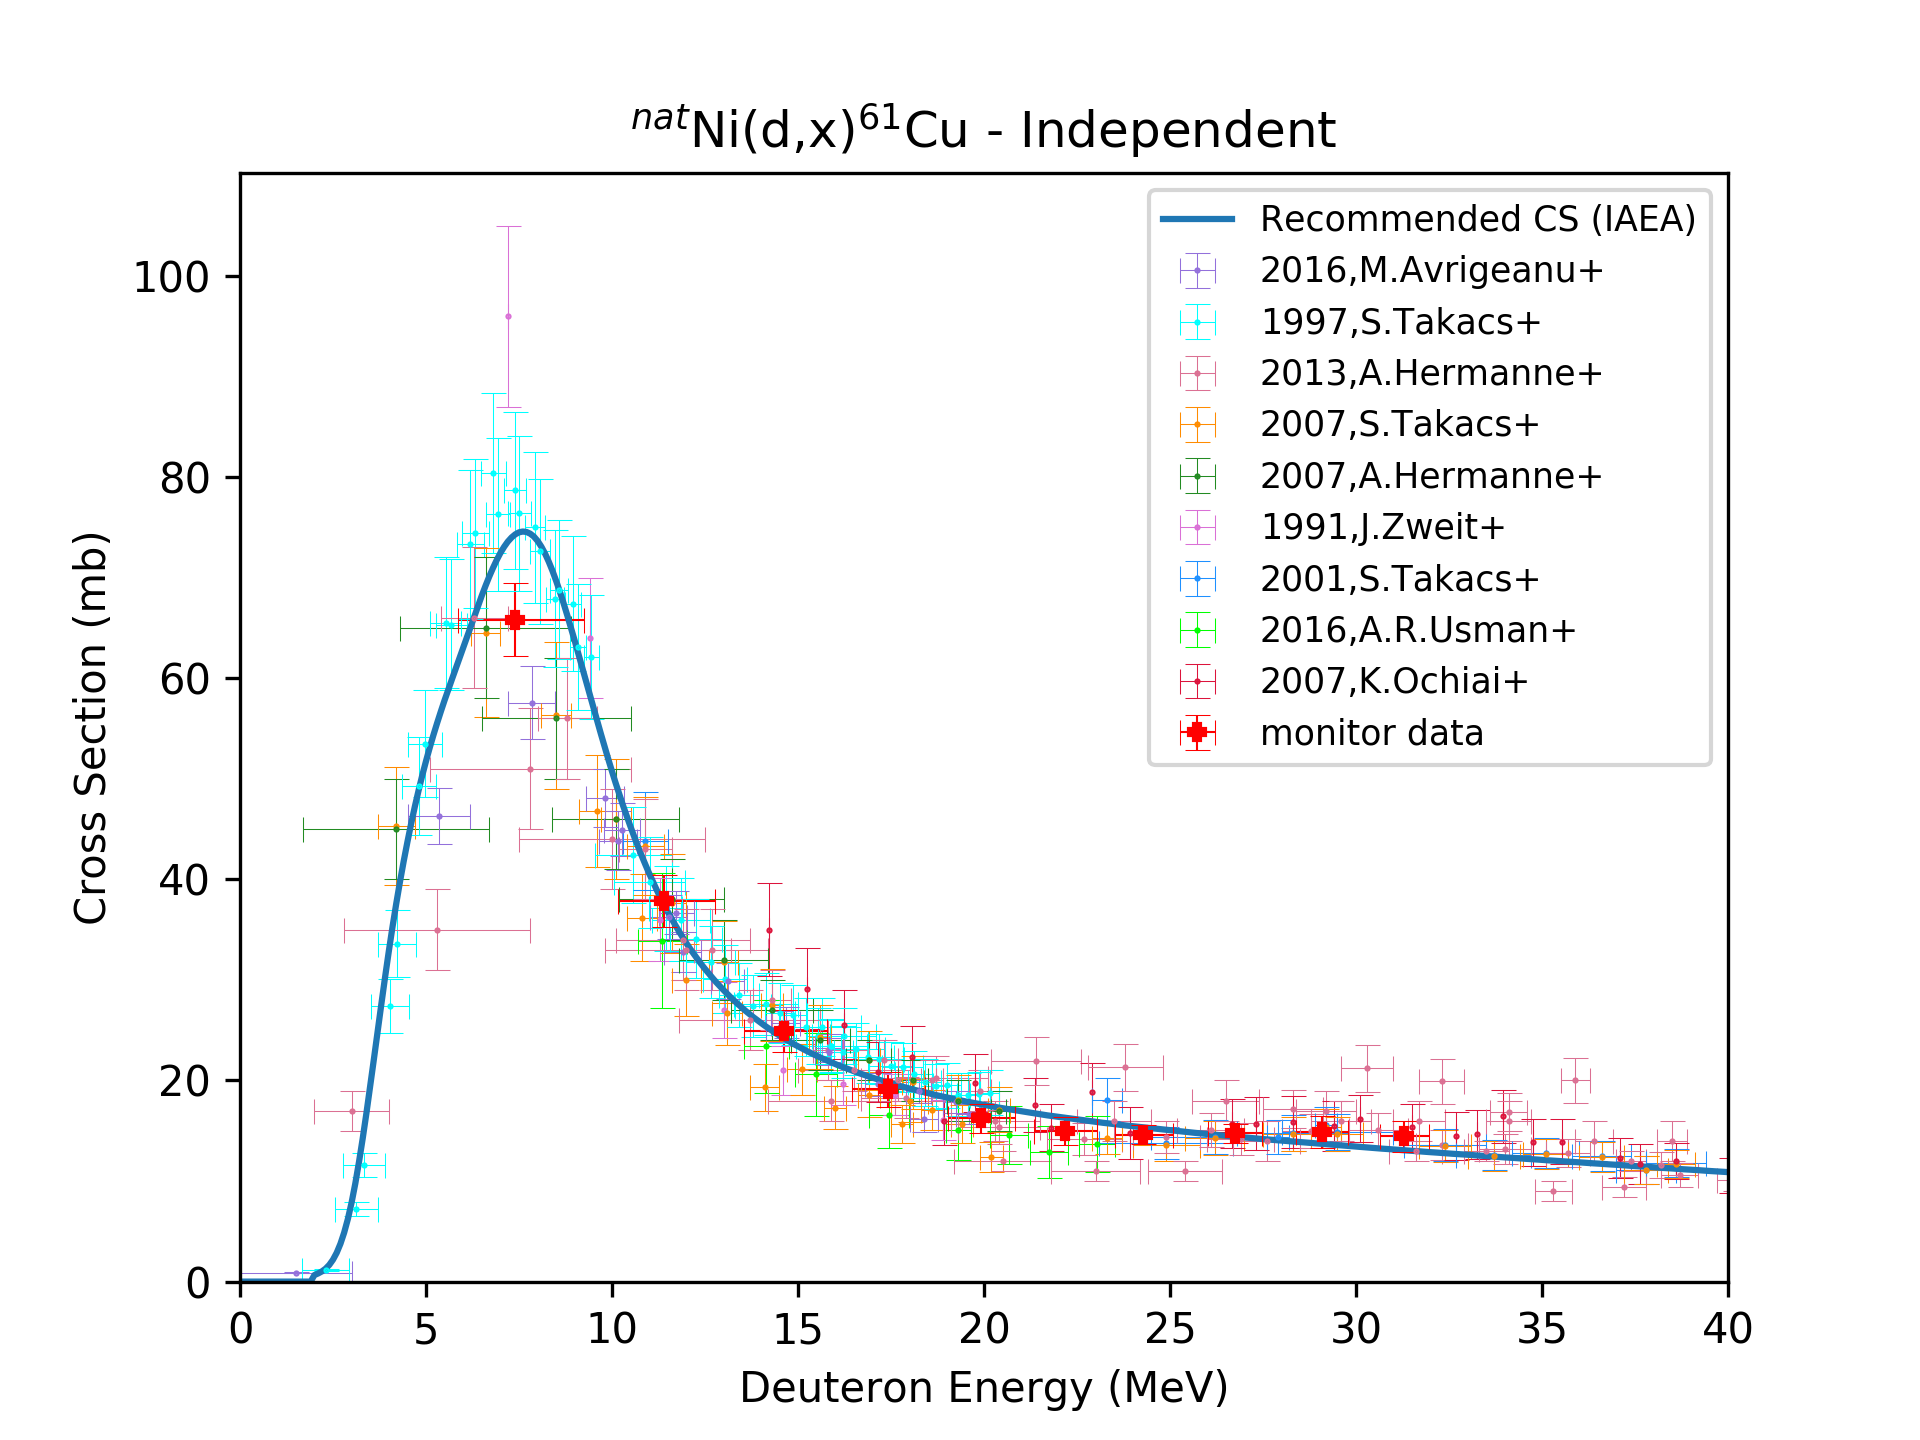 natNi(d,x)61Cu - Independent
Recommended CS (IAEA)
2016,M.Avrigeanu+
1997,S.Takacs+
2013,A.Hermanne+
2007,S.Takacs+
2007,A.Hermanne+
1991,J.Zweit+
2001,S.Takacs+
2016,A.R.Usman+
2007,K.Ochiai+
monitor data
Cross Section (mb)
100
80
60
40
20
0
0 5 10 15 20 25 30 35 40
Deuteron Energy (MeV)